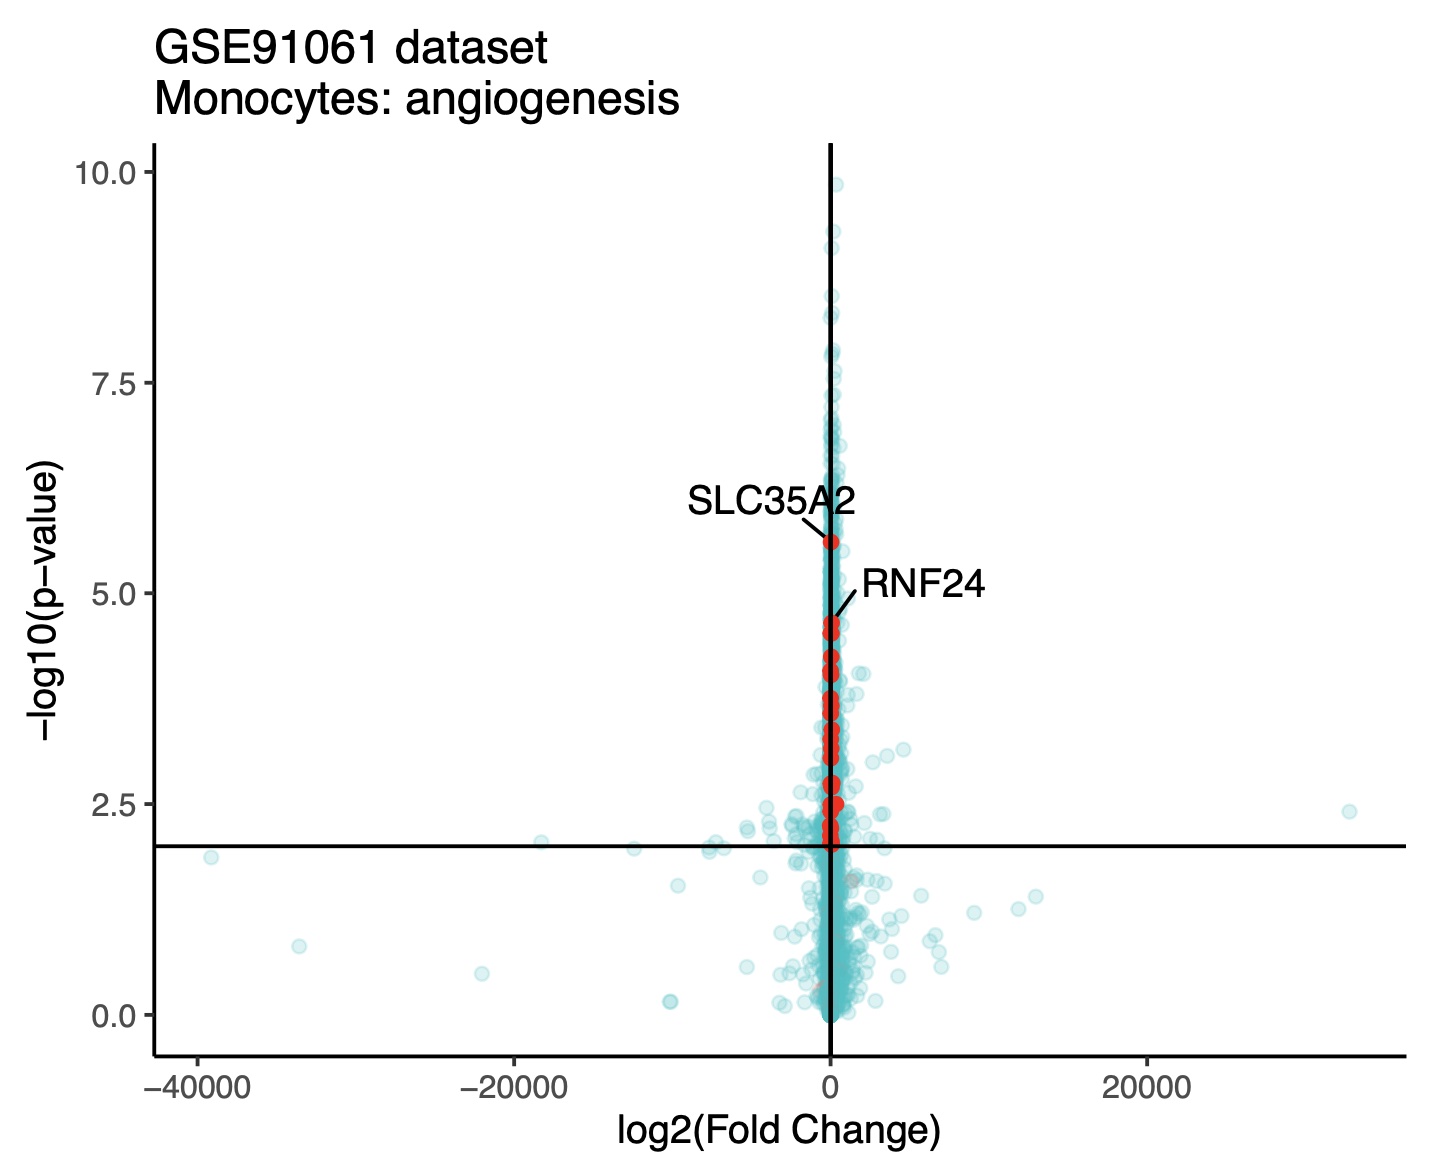 GSE91061 dataset
Monocytes: angiogenesis
10.0
7.5
5.0
2.5
0.0
−log10(p−value)
SLC35A2
RNF24
−40000
−20000
0
20000
log2(Fold Change)